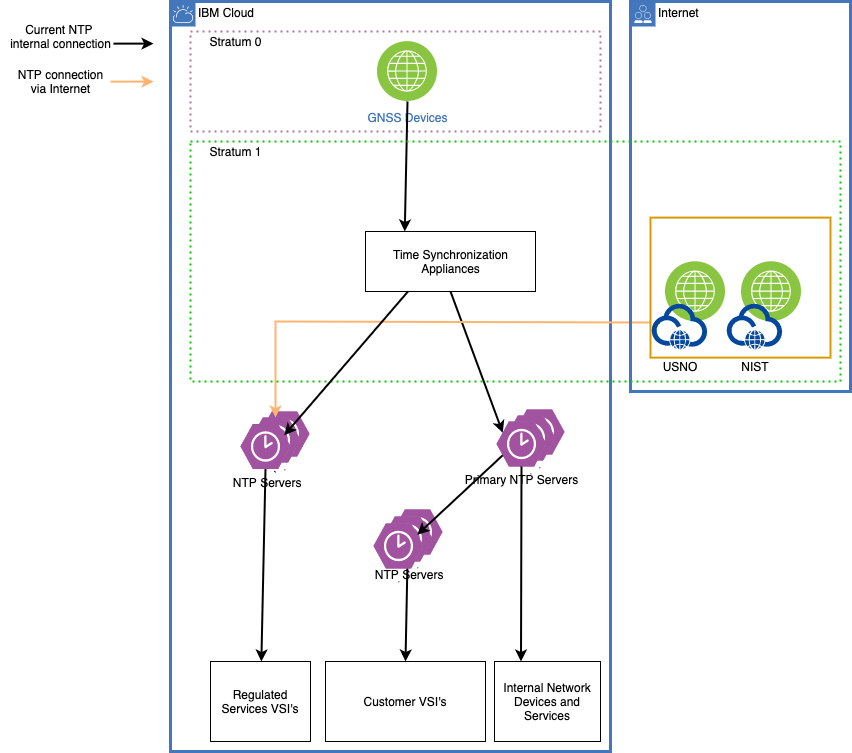 Current NTP
internal connection
NTP connection
via Internet
IBM Cloud
Internet
Stratum 0
GNSS Devices
Stratum 1
Time Synchronization
Appliances
USNO
NIST
NTP Servers
Primary NTP Servers
NTP Servers
Regulated
Services VSI's
Customer VSI's
Internal Network
Devices and
Services